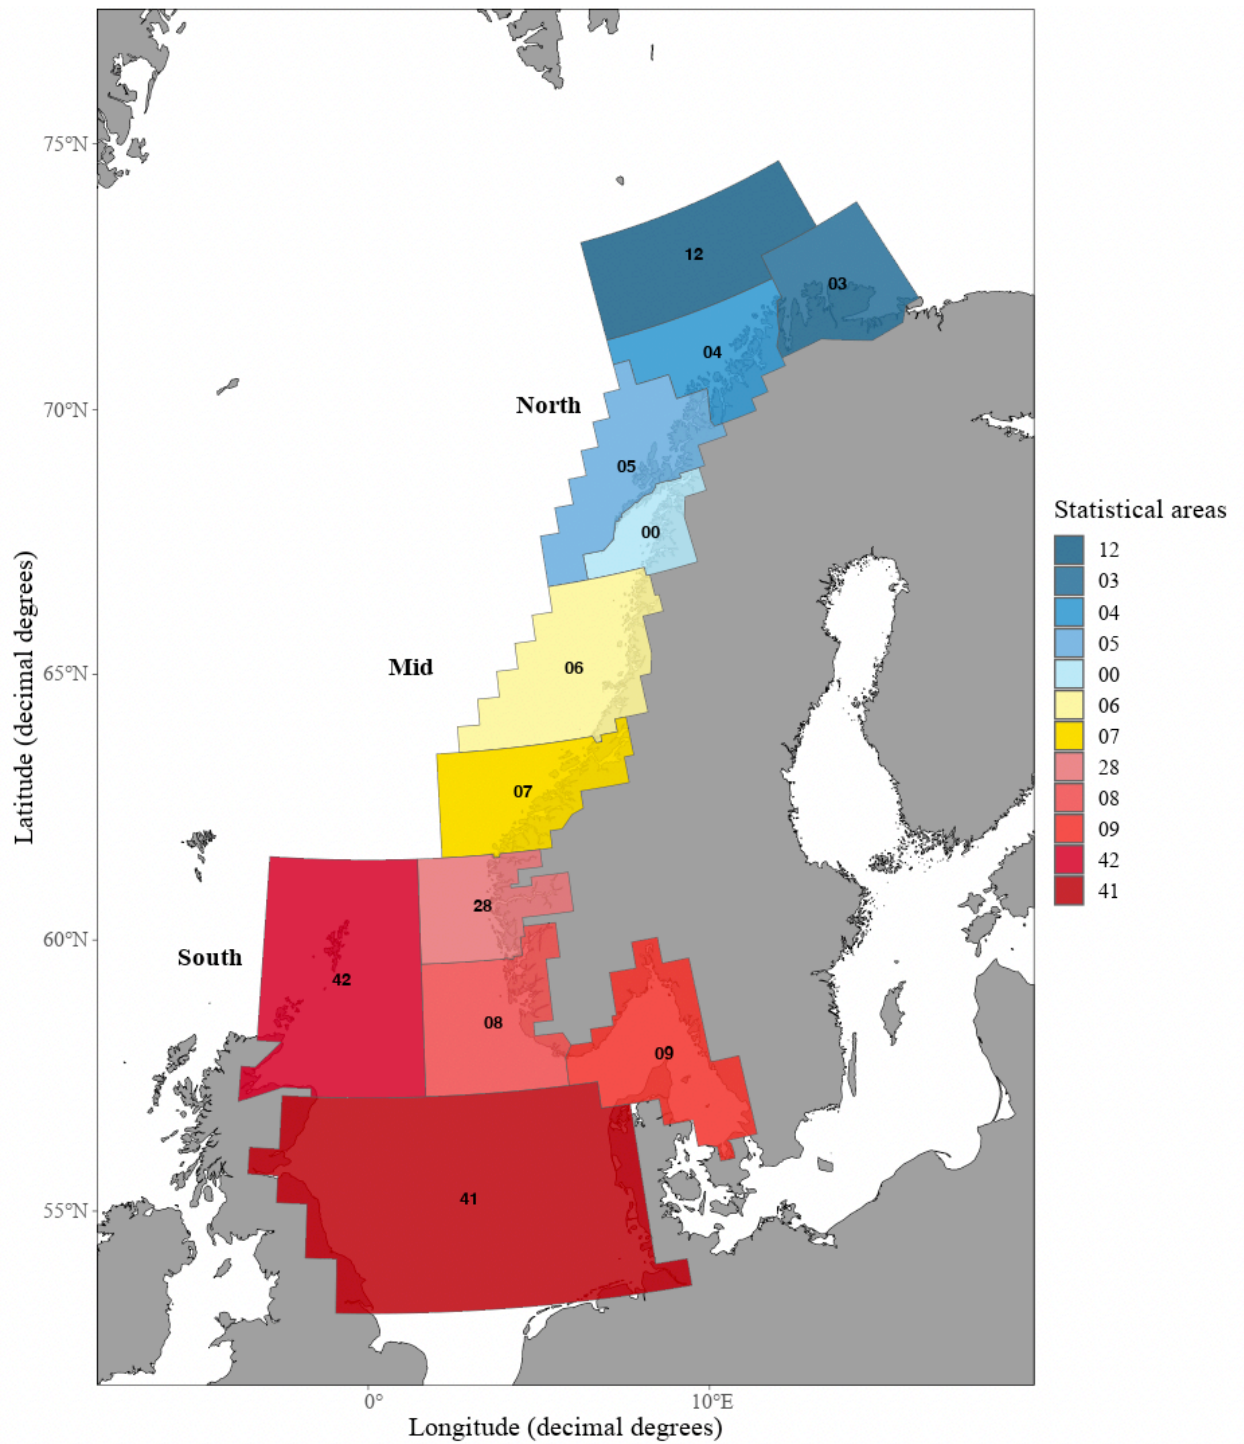 75°N
12
03
04
70°N
North
05
Statistical areas
00
12
03
04
05
00
06
07
28
08
09
42
41
Mid
65°N
06
07
Latitude (decimal degrees)
28
60°N
South
42
08
09
41
55°N
0°
10°E
Longitude (decimal degrees)